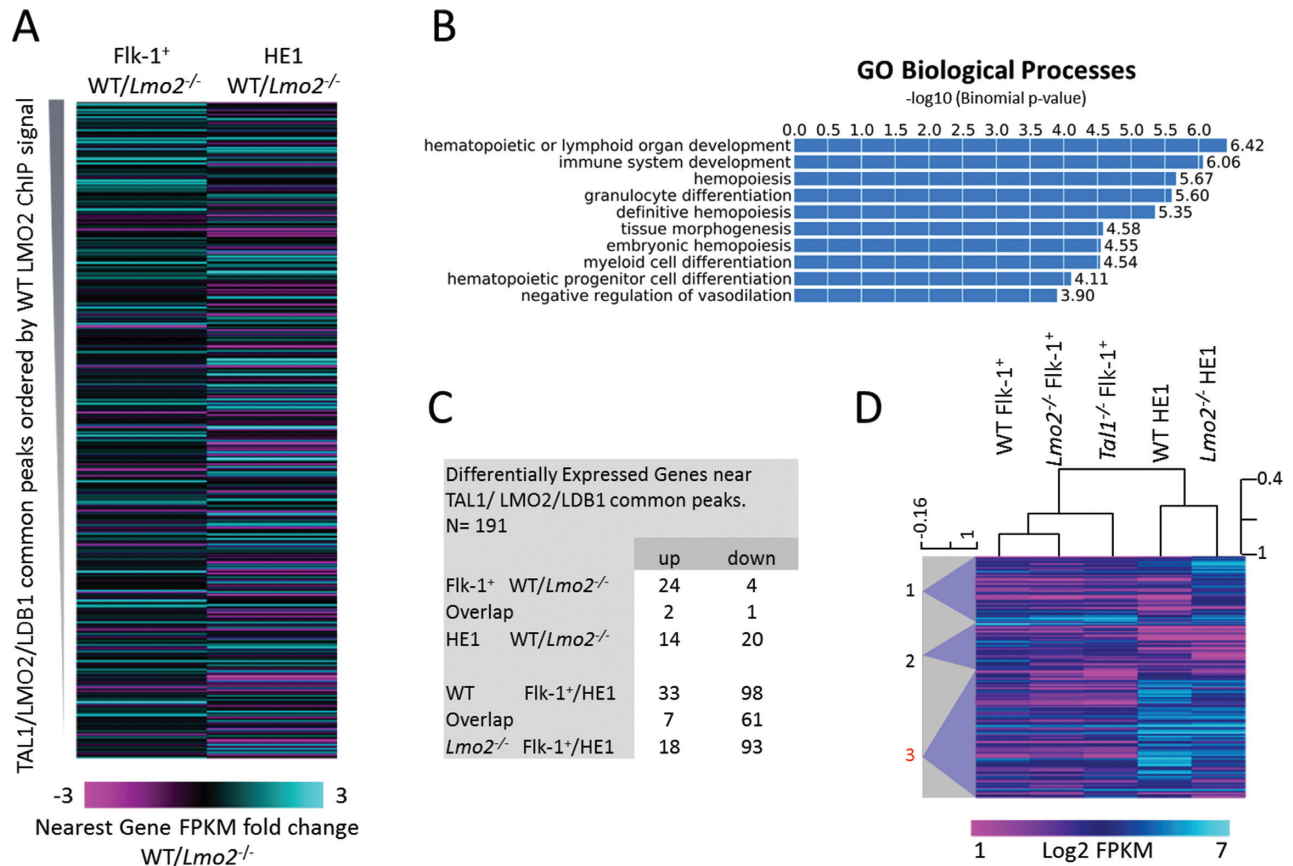 A
Flk-1+
WT/Lmo2-/-
HE1
WT/Lmo2-/-
TAL1/LMO2/LDB1 common peaks ordered by WT LMO2 ChIP signal
-3
3
Nearest Gene FPKM fold change
WT/Lmo2-/-
B
GO Biological Processes
-log10 (Binomial p-value)
0.0 0.5 1.0 1.5 2.0 2.5 3.0 3.5 4.0 4.5 5.0 5.5 6.0
hematopoietic or lymphoid organ development 6.42
immune system development 6.06
hemopoiesis 5.67
granulocyte differentiation 5.60
definitive hemopoiesis 5.35
tissue morphogenesis 4.58
embryonic hemopoiesis 4.55
myeloid cell differentiation 4.54
hematopoietic progenitor cell differentiation 4.11
negative regulation of vasodilation 3.90
C
Differentially Expressed Genes near
TAL1/ LMO2/LDB1 common peaks.
N= 191
up down
Flk-1+ WT/Lmo2-/- 24 4
Overlap 2 1
HE1 WT/Lmo2-/- 14 20
WT Flk-1+/HE1 33 98
Overlap 7 61
Lmo2-/- Flk-1+/HE1 18 93
D
WT Flk-1+
Lmo2-/- Flk-1+
Tal1-/- Flk-1+
WT HE1
Lmo2-/- HE1
-0.4
1
-0.16
1
1
2
3
1 Log2 FPKM 7